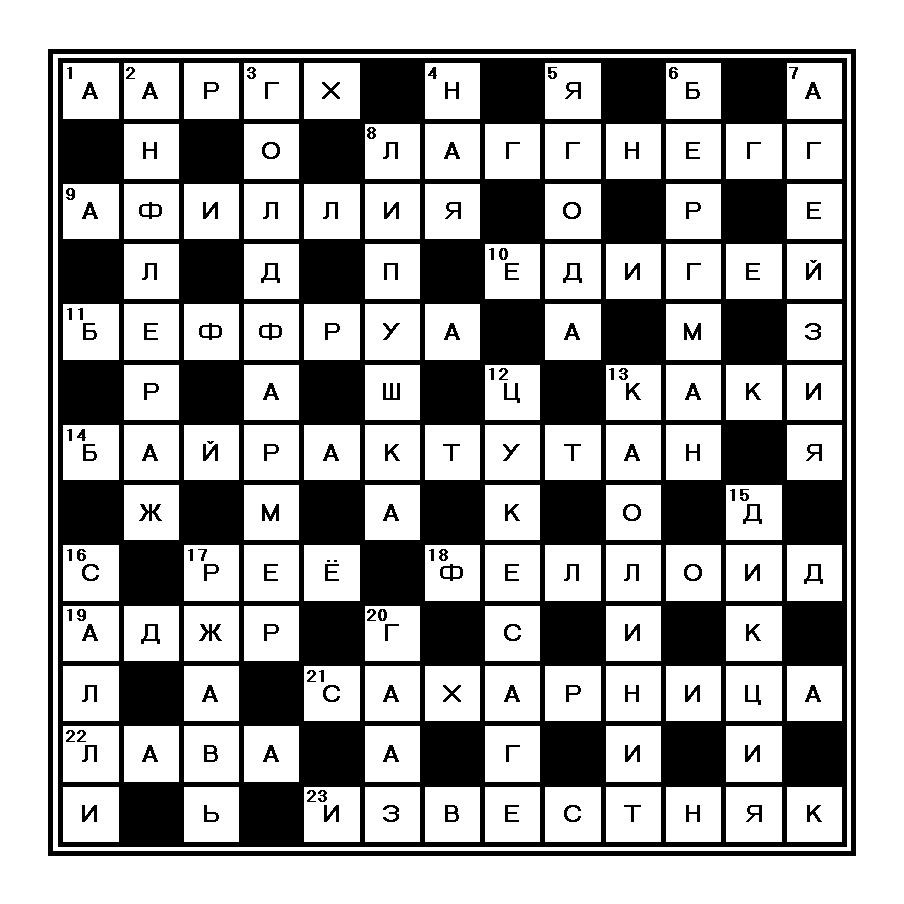 1А 2А Р 3Г Х 4Н 5Я 6Б 7А
Н О 8Л А Г Г Н Е Г Г
9А Ф И Л Л И Я О Р Е
Л Д П 10Е Д И Г Е Й
11Б Е Ф Ф Р У А А М З
Р А Ш 12Ц 13К А К И
14Б А Й Р А К Т У Т А Н Я
Ж М А К О 15Д
16С 17Р Е Ё 18Ф Е Л Л О И Д
19А Д Ж Р 20Г С И К
Л А 21С А Х А Р Н И Ц А
22Л А В А А Г И И
И Ь 23И З В Е С Т Н Я К